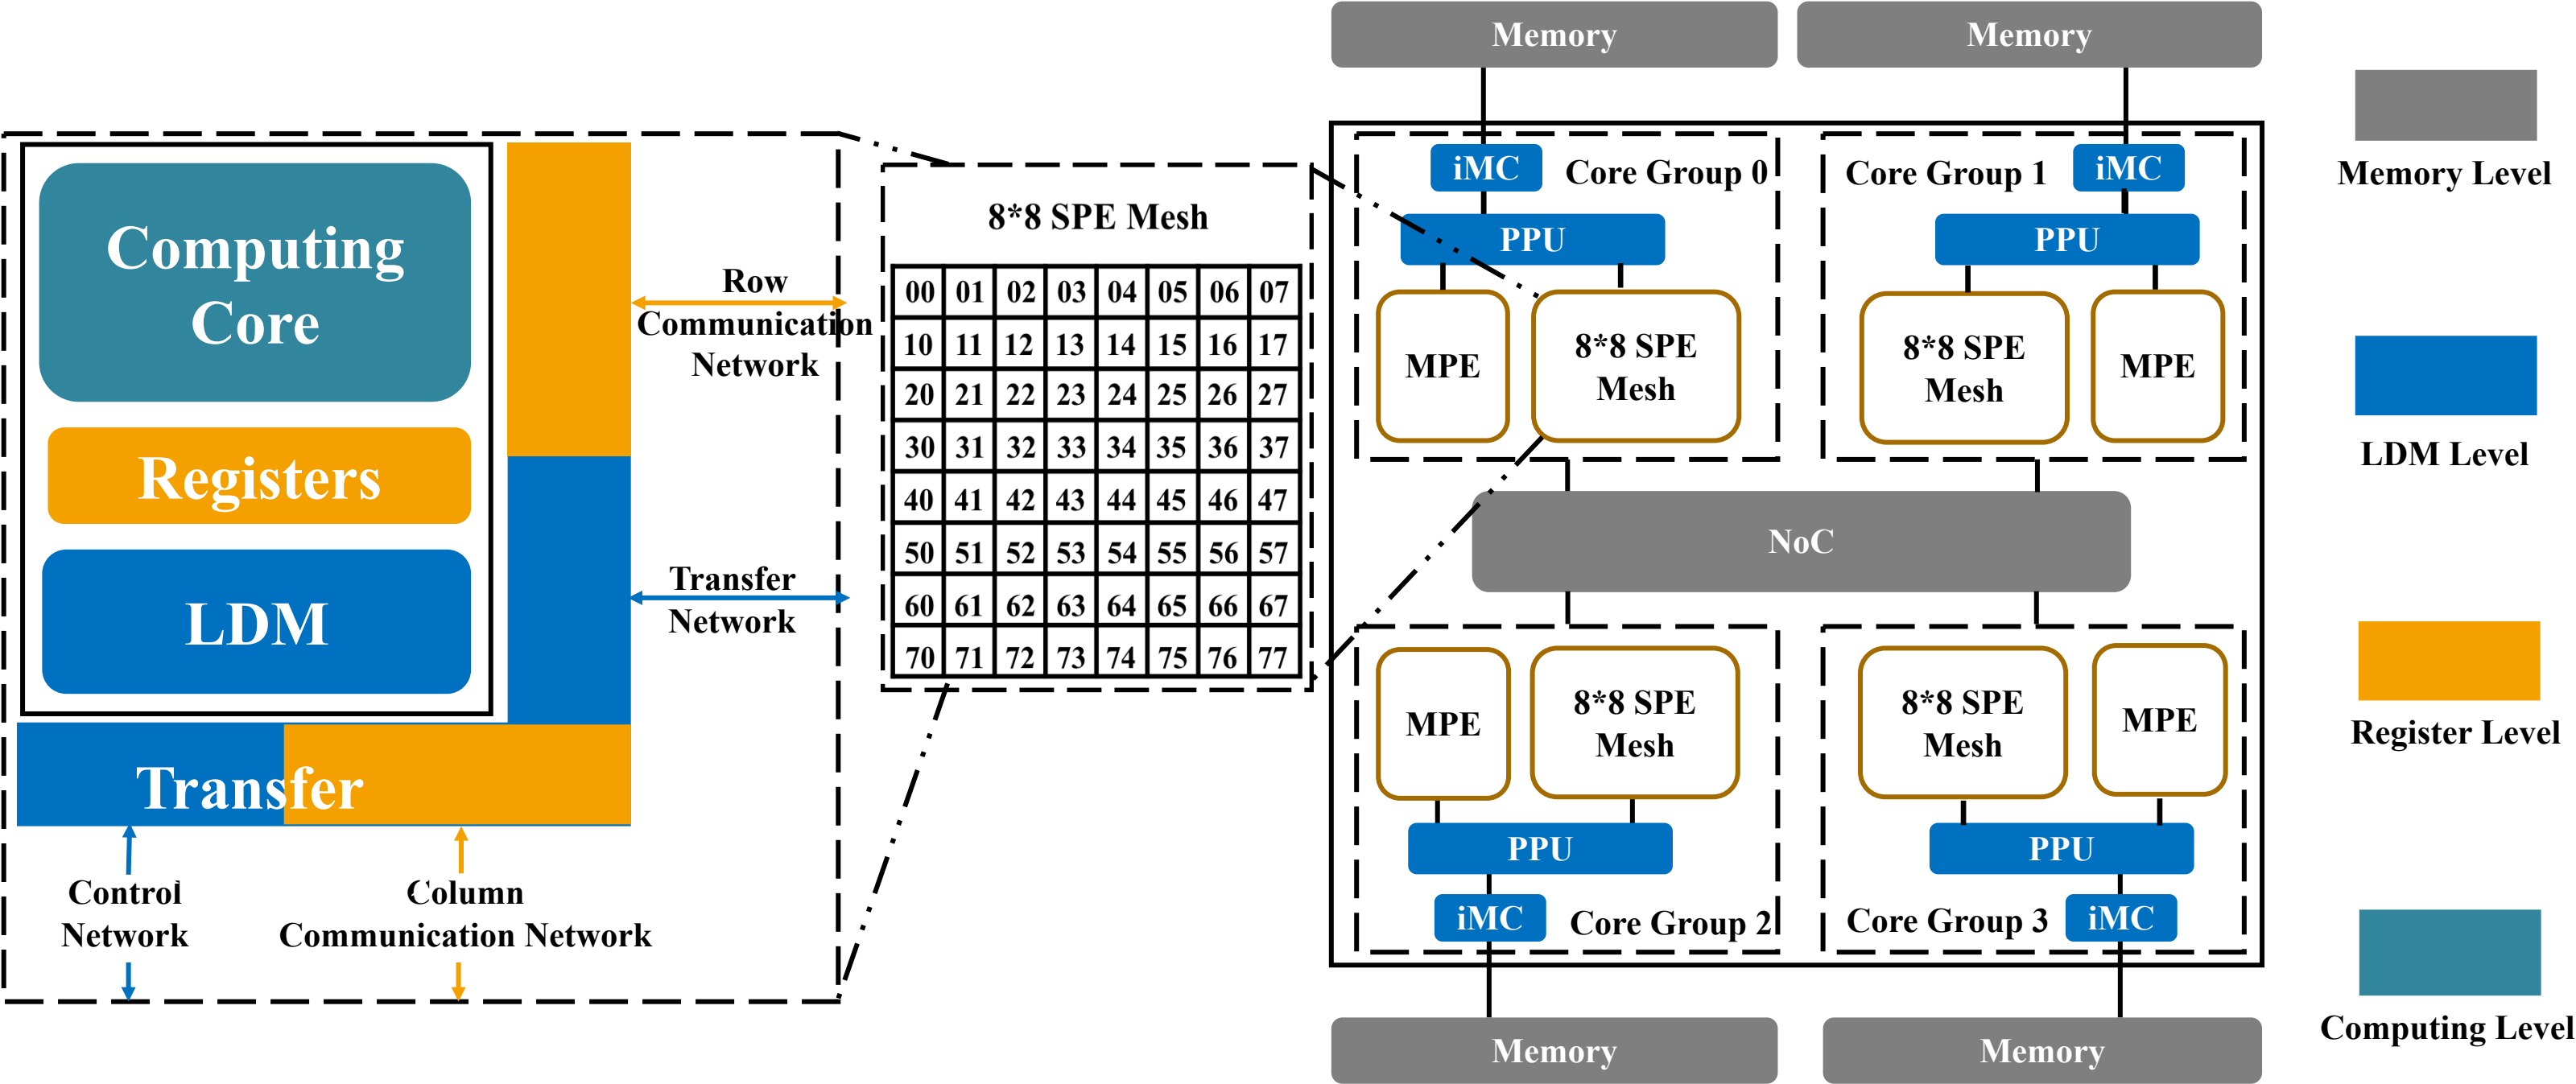 Computing
Core
Registers
LDM
Transfer
Row
Communication
Network
Transfer
Network
Control
Network
Column
Communication Network
8*8 SPE Mesh
00 01 02 03 04 05 06 07
10 11 12 13 14 15 16 17
20 21 22 23 24 25 26 27
30 31 32 33 34 35 36 37
40 41 42 43 44 45 46 47
50 51 52 53 54 55 56 57
60 61 62 63 64 65 66 67
70 71 72 73 74 75 76 77
Memory
Memory
iMC
Core Group 0
Core Group 1
iMC
PPU
PPU
MPE
8*8 SPE
Mesh
8*8 SPE
Mesh
MPE
NoC
MPE
8*8 SPE
Mesh
8*8 SPE
Mesh
MPE
PPU
PPU
iMC
Core Group 2
Core Group 3
iMC
Memory
Memory
Memory Level
LDM Level
Register Level
Computing Level